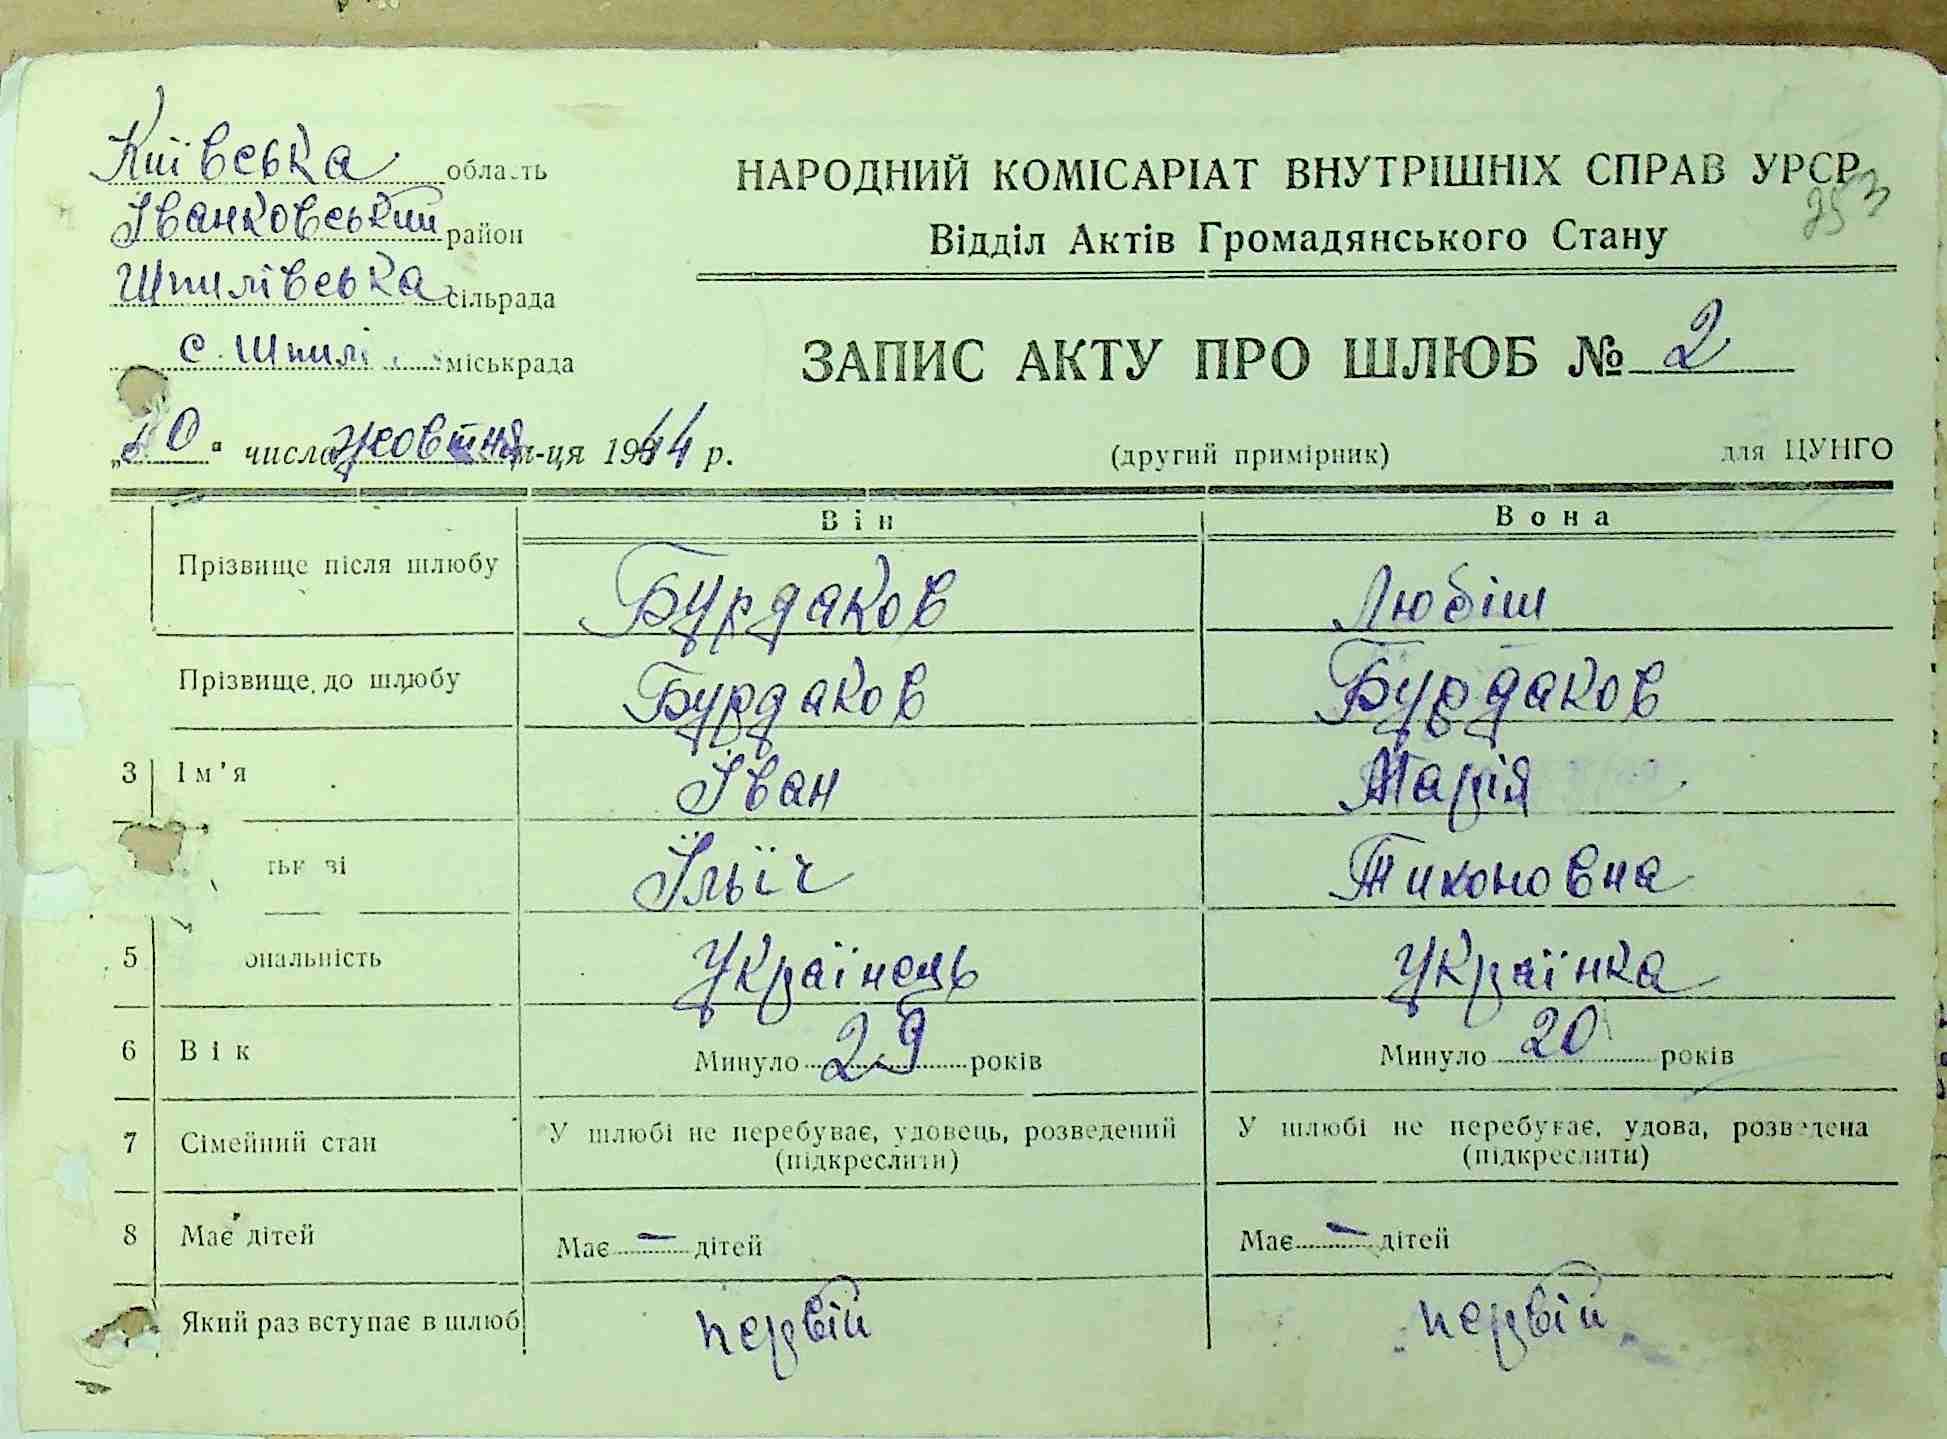 Київська область
Іванковський район
Шпилівська сільрада
с. Шпилі міськрада
НАРОДНИЙ КОМІСАРІАТ ВНУТРІШНІХ СПРАВ УРСР
253
Відділ Актів Громадянського Стану
ЗАПИС АКТУ ПРО ШЛЮБ № 2
числа жовтня м-ця 1944 р.
(другий примірник)
для ЦУНГО
Він
Вона
Прізвище після шлюбу Бурдаков Любіш
Прізвище до шлюбу Бурдаков Бурдаков
3 Ім'я Іван Марія
Їльїч Тихоновна
5 ональність Українець Українка
6 Вік Минуло 29 років Минуло 20 років
7 Сімейний стан У шлюбі не перебуває, удовець, розведений У шлюбі не перебуває, удова, розведена
(підкреслити) (підкреслити)
8 Має дітей Має — дітей Має — дітей
Який раз вступає в шлюб первій первій